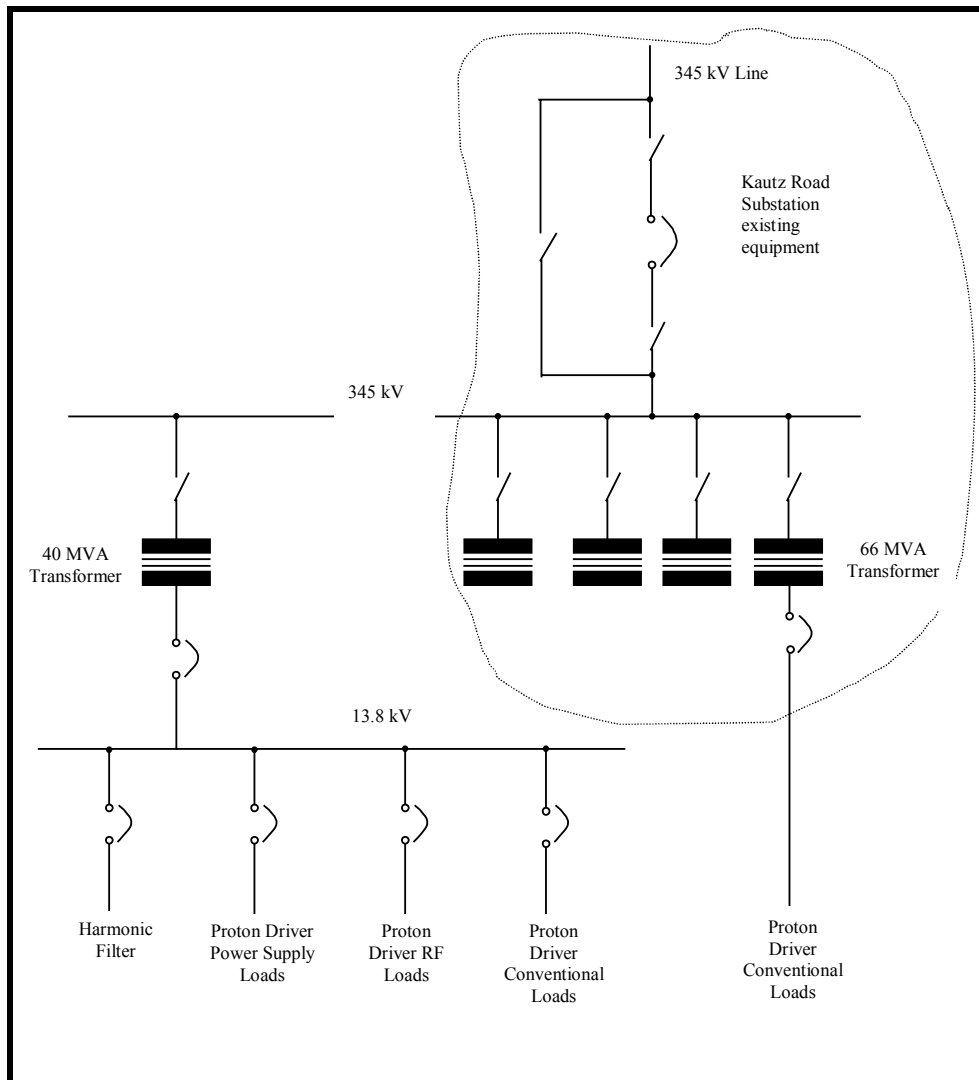 345 kV Line
Kautz Road
Substation
existing
equipment
345 kV
40 MVA
Transformer
66 MVA
Transformer
13.8 kV
Harmonic
Filter
Proton Driver
Power Supply
Loads
Proton
Driver RF
Loads
Proton
Driver
Conventional
Loads
Proton
Driver
Conventional
Loads